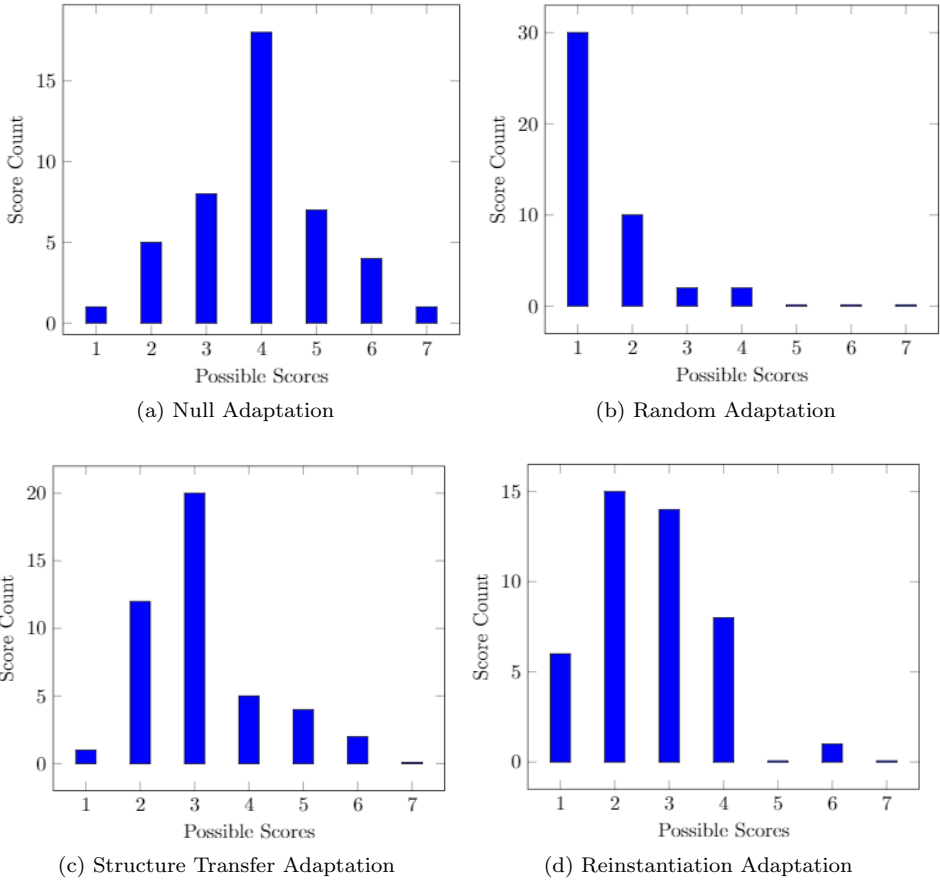 15
10
5
0
Score Count
1 2 3 4 5 6 7
Possible Scores
(a) Null Adaptation
30
20
10
0
Score Count
1 2 3 4 5 6 7
Possible Scores
(b) Random Adaptation
20
15
10
5
0
Score Count
1 2 3 4 5 6 7
Possible Scores
(c) Structure Transfer Adaptation
15
10
5
0
Score Count
1 2 3 4 5 6 7
Possible Scores
(d) Reinstantiation Adaptation